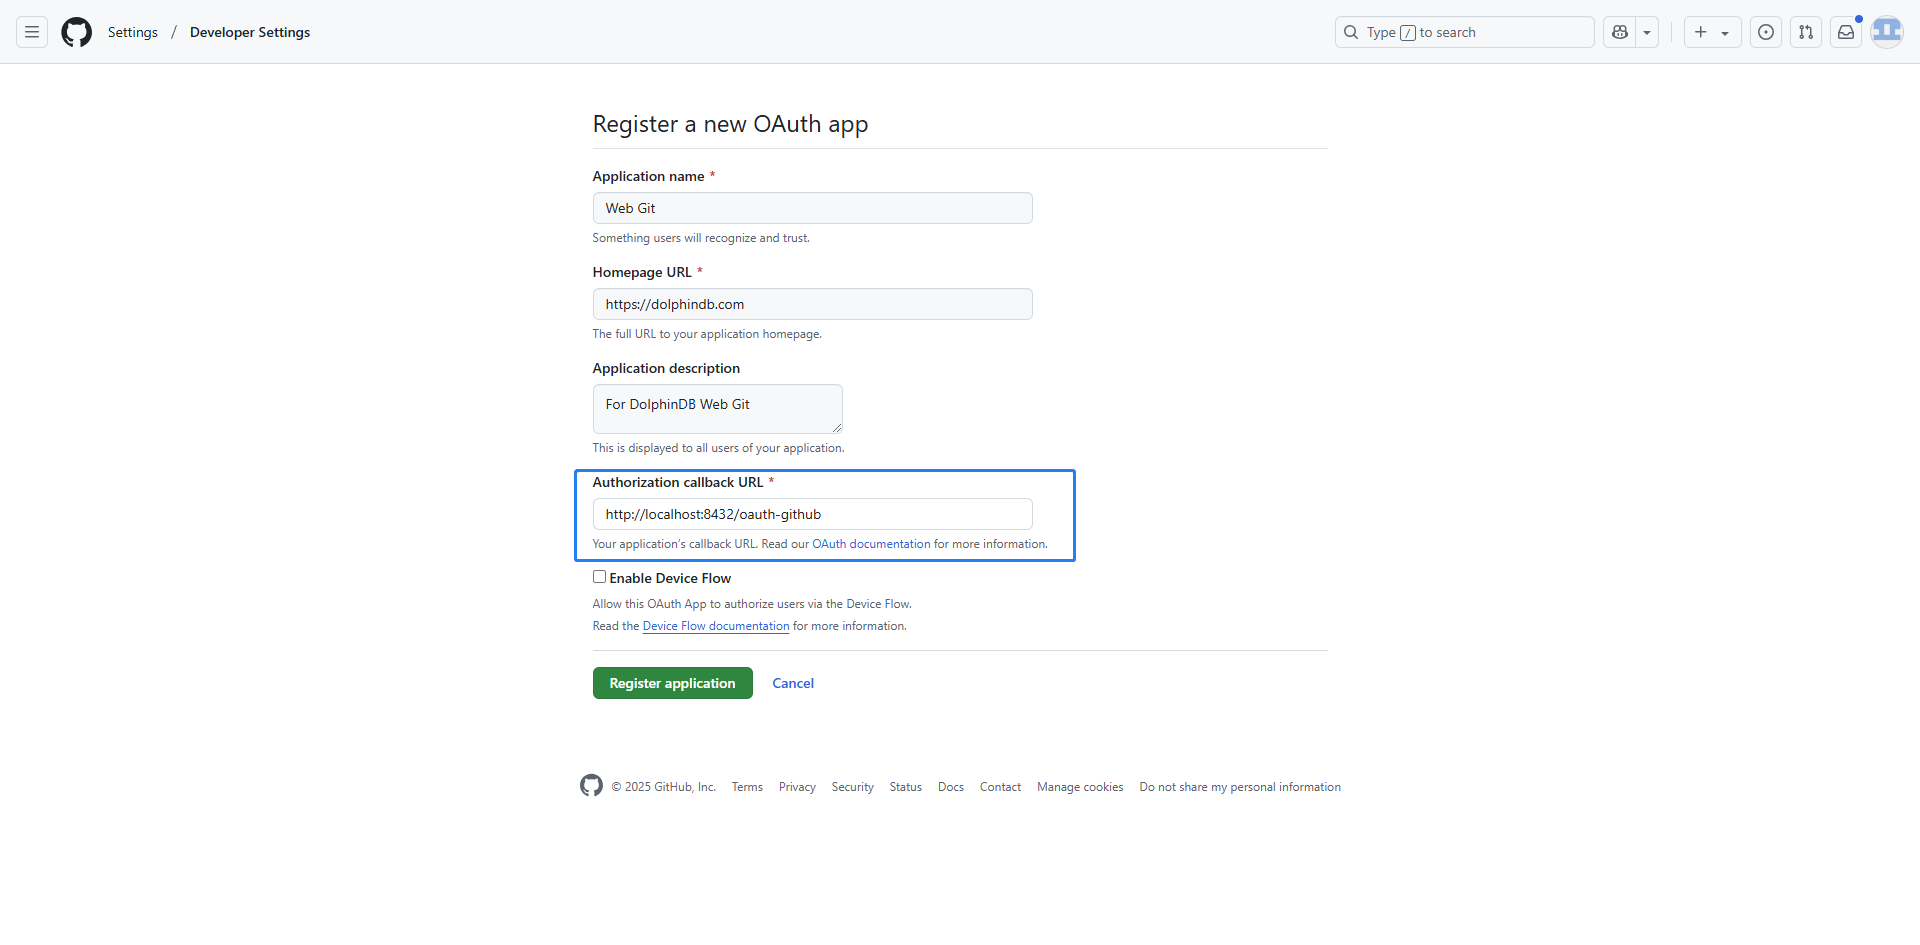 Settings / Developer Settings
Type / to search
Register a new OAuth app
Application name *
Web Git
Something users will recognize and trust.
Homepage URL *
https://dolphindb.com
The full URL to your application homepage.
Application description
For DolphinDB Web Git
This is displayed to all users of your application.
Authorization callback URL *
http://localhost:8432/oauth-github
Your application's callback URL. Read our OAuth documentation for more information.
Enable Device Flow
Allow this OAuth App to authorize users via the Device Flow.
Read the Device Flow documentation for more information.
Register application Cancel
© 2025 GitHub, Inc. Terms Privacy Security Status Docs Contact Manage cookies Do not share my personal information